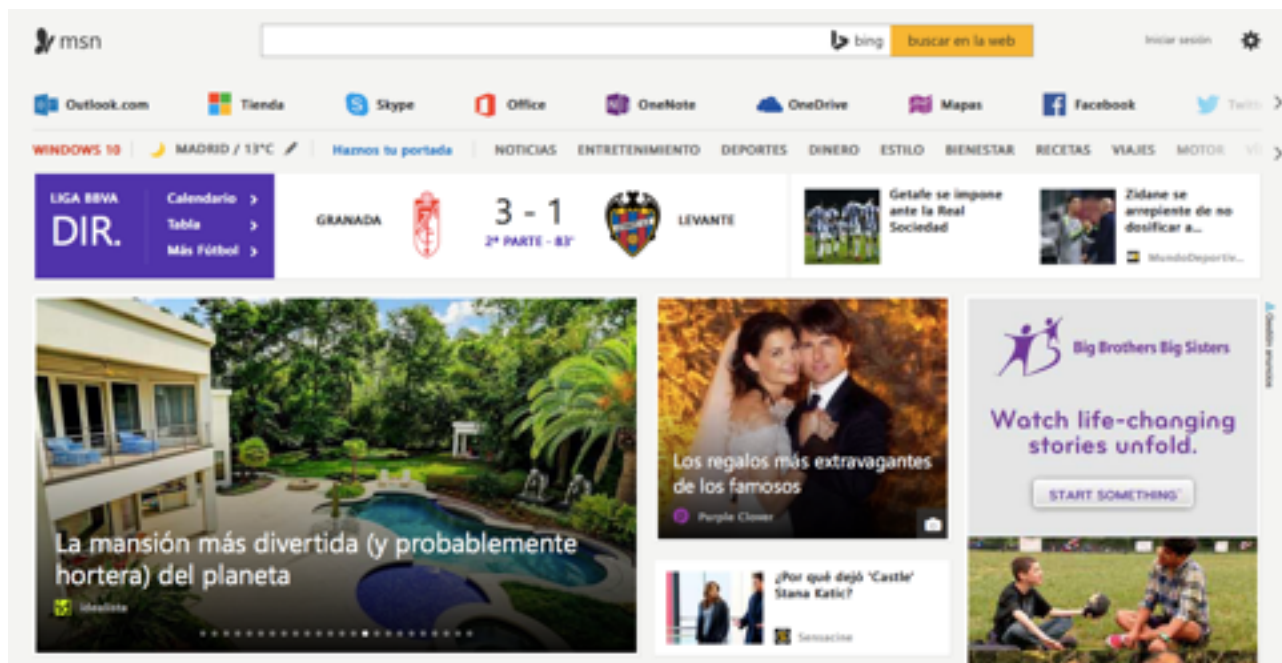 msn
bing
buscar en la web
Iniciar sesión
Outlook.com
Tienda
Skype
Office
OneNote
OneDrive
Mapas
Facebook
WINDOWS 10
MADRID / 13°C
Haznos tu portada
NOTICIAS
ENTRETENIMIENTO
DEPORTES
DINERO
ESTILO
BIENESTAR
RECETAS
VIAJES
MOTOR
LIGA BBVA
DIR.
Calendario
Tabla
Más Fútbol
GRANADA
3 - 1
2ª PARTE - 83'
LEVANTE
Getafe se impone
ante la Real
Sociedad
Zidane se
arrepiente de no
dosificar a...
MundoDeportiv...
La mansión más divertida (y probablemente
hortera) del planeta
idealista
Los regalos más extravagantes
de los famosos
Purple Clover
¿Por qué dejó 'Castle'
Stana Katic?
Sensacine
Big Brothers Big Sisters
Watch life-changing
stories unfold.
START SOMETHING™
Gestión anuncios